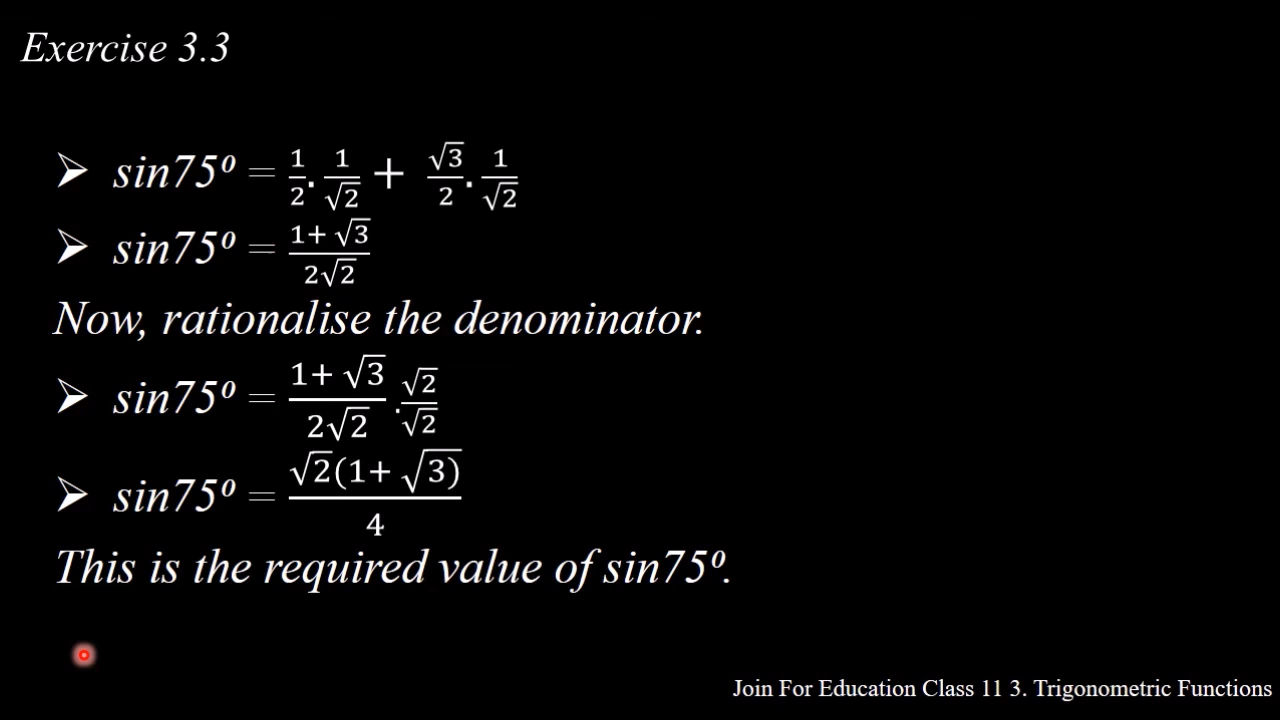 Exercise 3.3
➢ sin75º = 1/2 . 1/√2 + √3/2 . 1/√2
➢ sin75º = (1+ √3)/(2√2)
Now, rationalise the denominator.
➢ sin75º = (1+ √3)/(2√2) . √2/√2
➢ sin75º = √2(1+ √3)/4
This is the required value of sin75º.
Join For Education Class 11 3. Trigonometric Functions